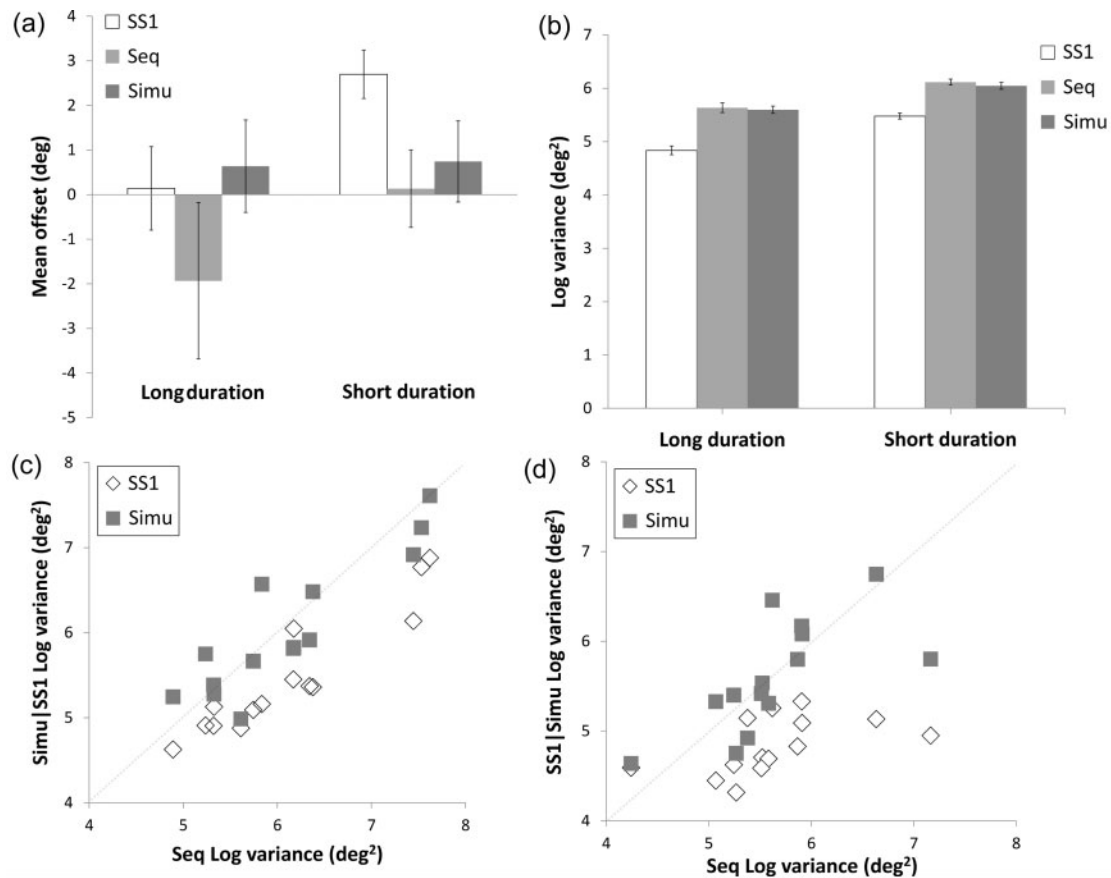 (a)
SS1
Seq
Simu
4
3
2
1
0
-1
-2
-3
-4
-5
Mean offset (deg)
Long duration
Short duration
(b)
SS1
Seq
Simu
7
6
5
4
3
2
1
0
Log variance (deg²)
Long duration
Short duration
(c)
SS1
Simu
8
7
6
5
4
Simu|SS1 Log variance (deg²)
4 5 6 7 8
Seq Log variance (deg²)
(d)
SS1
Simu
8
7
6
5
4
SS1|Simu Log variance (deg²)
4 5 6 7 8
Seq Log variance (deg²)